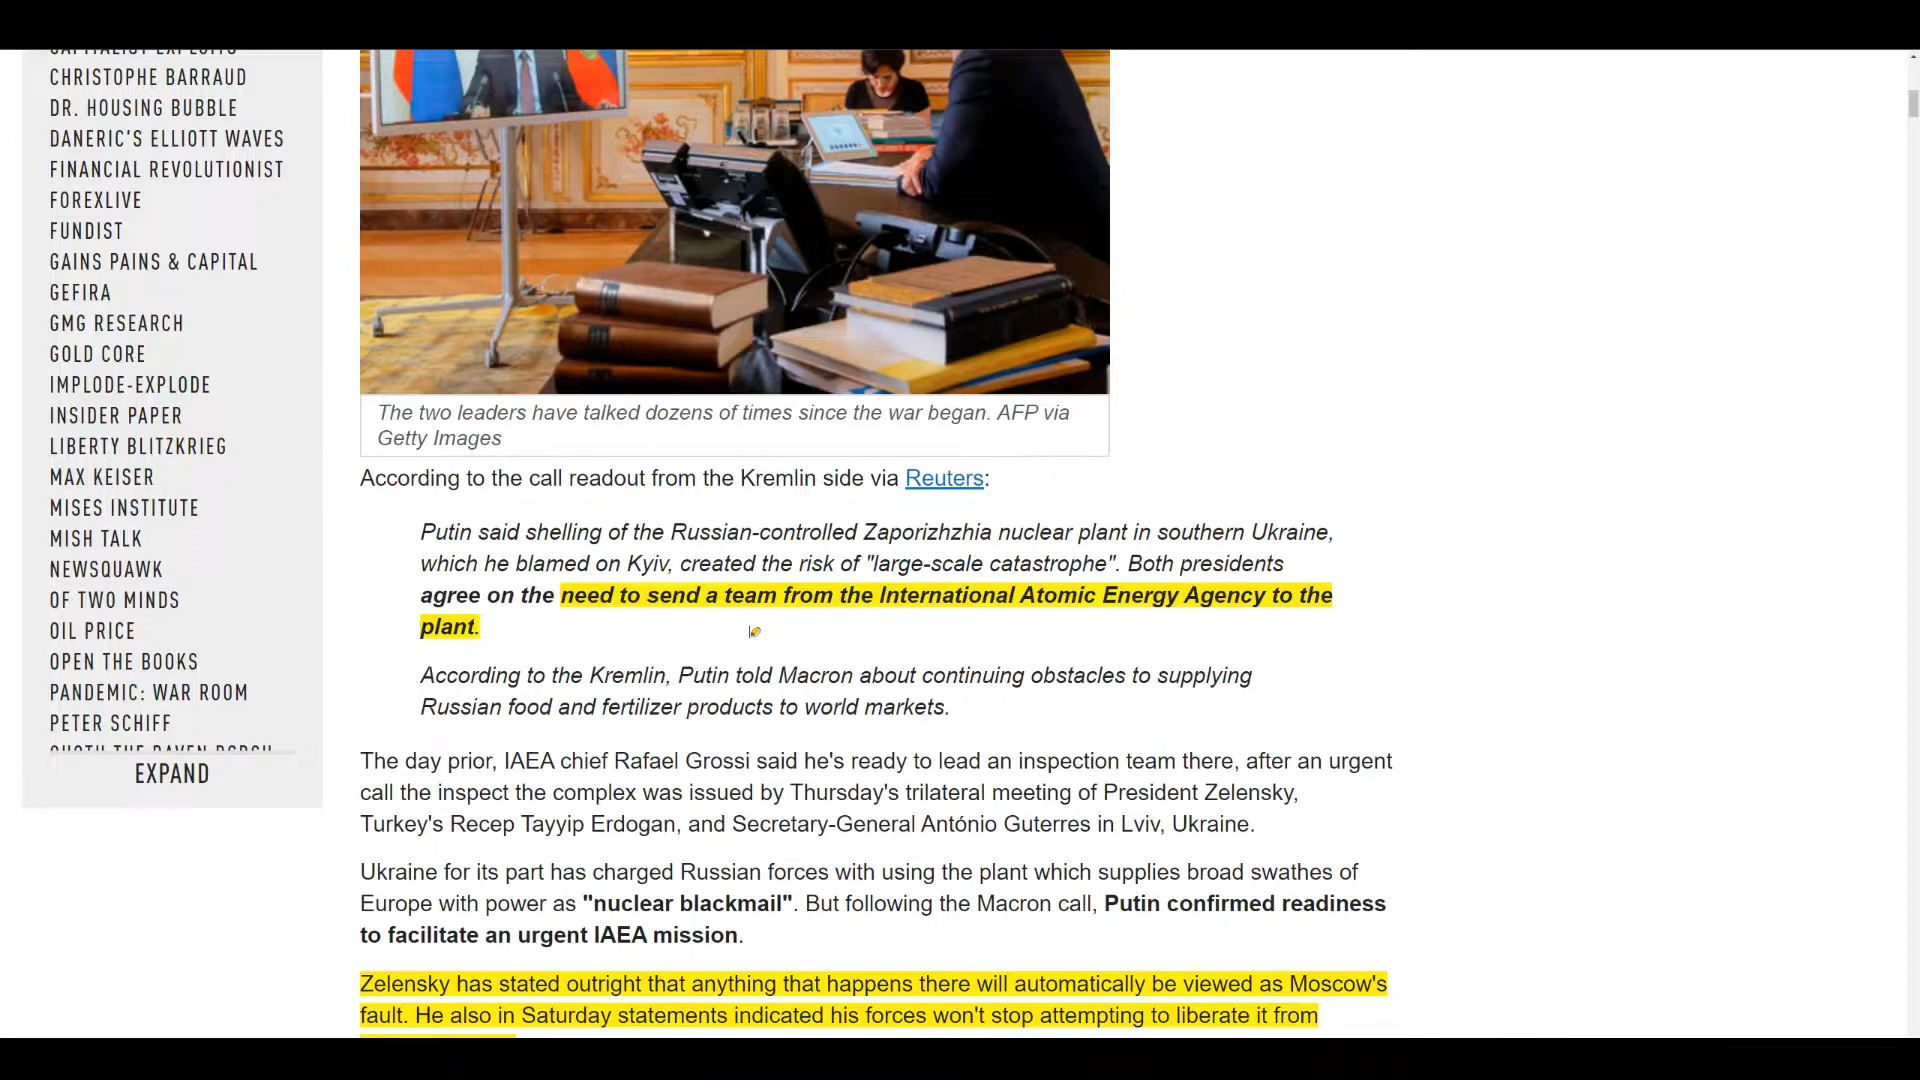 CAPITALIST EXPLOITS
CHRISTOPHE BARRAUD
DR. HOUSING BUBBLE
DANERIC'S ELLIOTT WAVES
FINANCIAL REVOLUTIONIST
FOREXLIVE
FUNDIST
GAINS PAINS & CAPITAL
GEFIRA
GMG RESEARCH
GOLD CORE
IMPLODE-EXPLODE
INSIDER PAPER
LIBERTY BLITZKRIEG
MAX KEISER
MISES INSTITUTE
MISH TALK
NEWSQUAWK
OF TWO MINDS
OIL PRICE
OPEN THE BOOKS
PANDEMIC: WAR ROOM
PETER SCHIFF
QUOTH THE RAVEN
EXPAND
The two leaders have talked dozens of times since the war began. AFP via
Getty Images
According to the call readout from the Kremlin side via Reuters:
Putin said shelling of the Russian-controlled Zaporizhzhia nuclear plant in southern Ukraine,
which he blamed on Kyiv, created the risk of "large-scale catastrophe". Both presidents
agree on the need to send a team from the International Atomic Energy Agency to the
plant.
According to the Kremlin, Putin told Macron about continuing obstacles to supplying
Russian food and fertilizer products to world markets.
The day prior, IAEA chief Rafael Grossi said he's ready to lead an inspection team there, after an urgent
call the inspect the complex was issued by Thursday's trilateral meeting of President Zelensky,
Turkey's Recep Tayyip Erdogan, and Secretary-General António Guterres in Lviv, Ukraine.
Ukraine for its part has charged Russian forces with using the plant which supplies broad swathes of
Europe with power as "nuclear blackmail". But following the Macron call, Putin confirmed readiness
to facilitate an urgent IAEA mission.
Zelensky has stated outright that anything that happens there will automatically be viewed as Moscow's
fault. He also in Saturday statements indicated his forces won't stop attempting to liberate it from